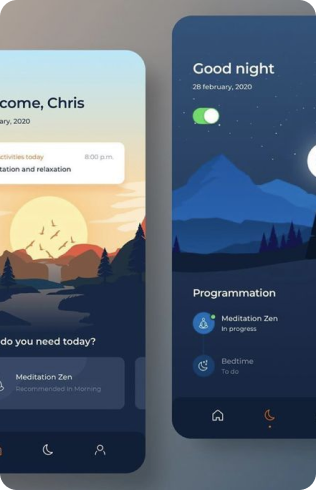 come, Chris
ary, 2020
ctivities today
8:00 p.m.
tation and relaxation
do you need today?
Meditation Zen
Recommended in Morning
Good night
28 february, 2020
Programmation
Meditation Zen
In progress
Bedtime
To do